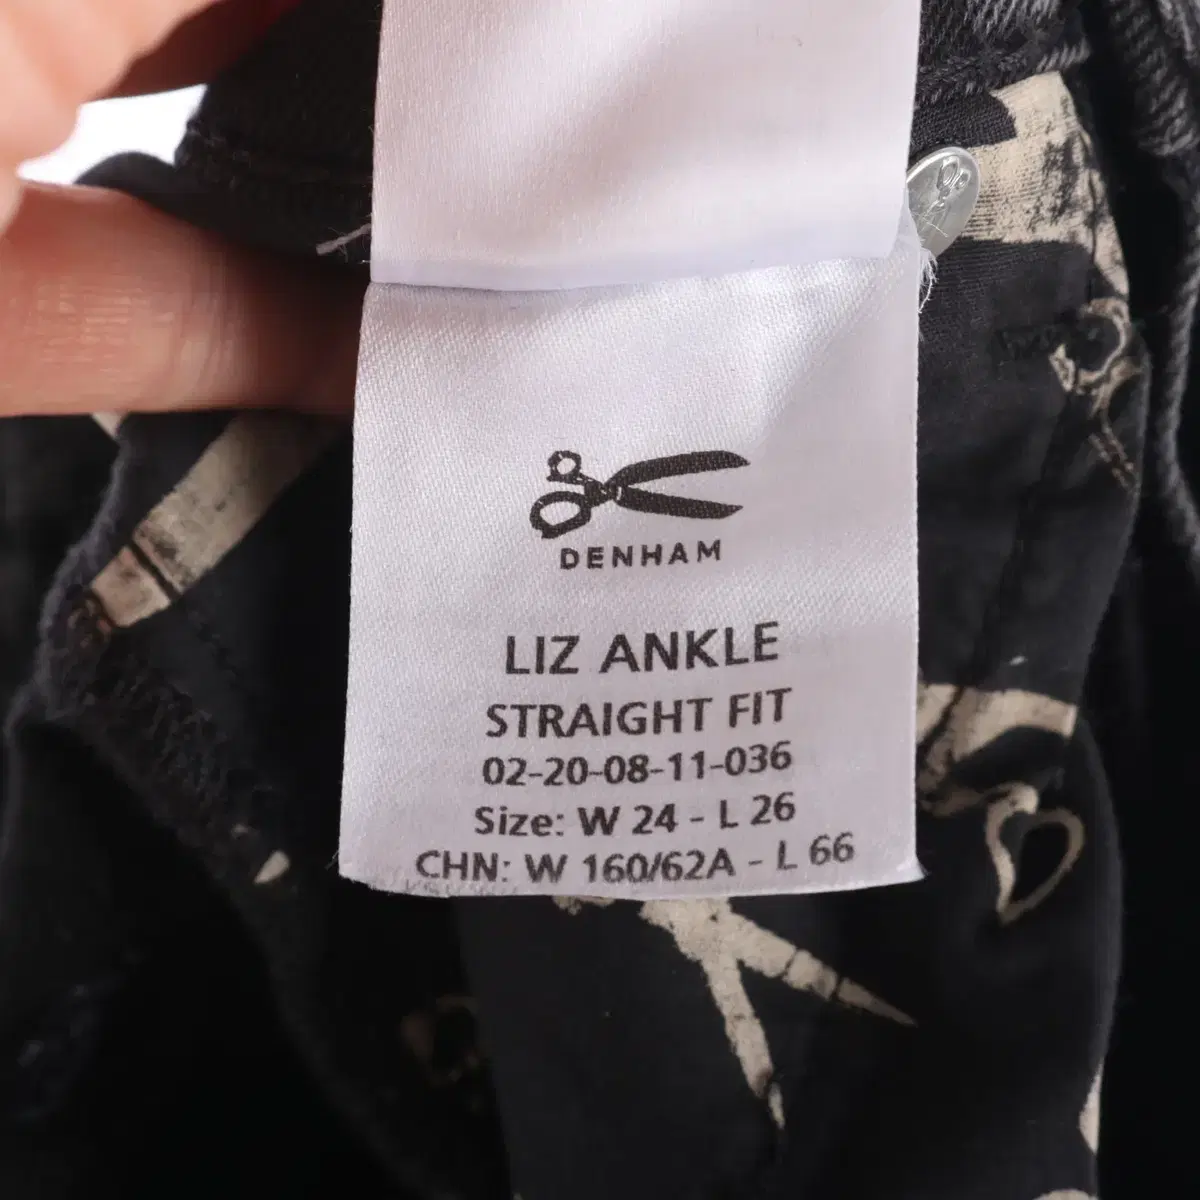 DENHAM
LIZ ANKLE
STRAIGHT FIT
02-20-08-11-036
Size: W 24 - L 26
CHN: W 160/62A - L 66